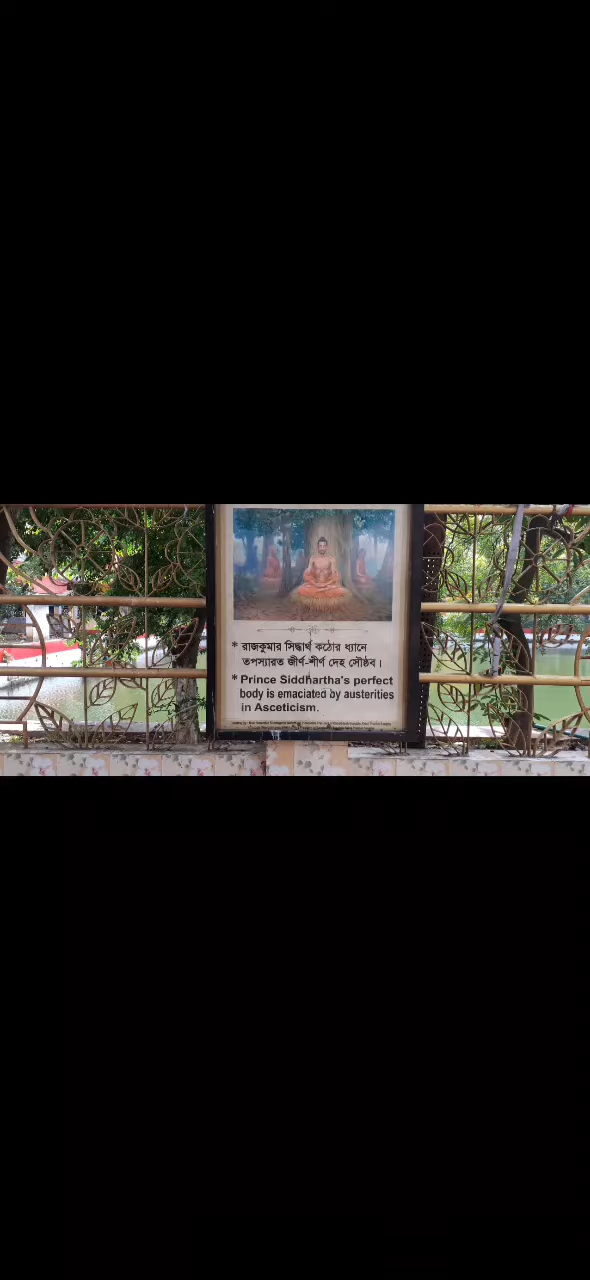 * রাজকুমার সিদ্ধার্থ কঠোর ধ্যানে
তপস্যারত জীর্ণ-শীর্ণ দেহ সৌষ্ঠব।
* Prince Siddhartha's perfect
body is emaciated by austerities
in Asceticism.